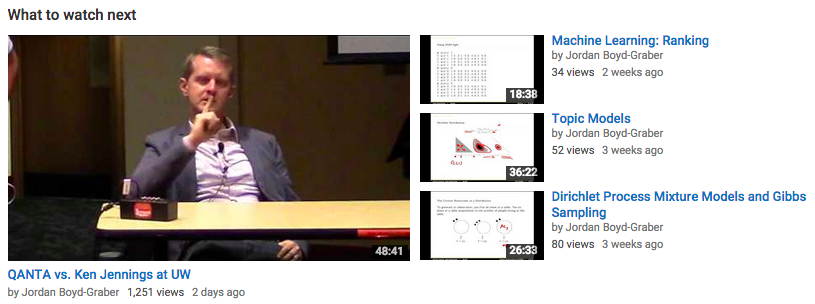 What to watch next
48:41
QANTA vs. Ken Jennings at UW
by Jordan Boyd-Graber 1,251 views 2 days ago
18:38
Machine Learning: Ranking
by Jordan Boyd-Graber
34 views 2 weeks ago
36:22
Topic Models
by Jordan Boyd-Graber
52 views 3 weeks ago
26:33
Dirichlet Process Mixture Models and Gibbs
Sampling
by Jordan Boyd-Graber
80 views 3 weeks ago